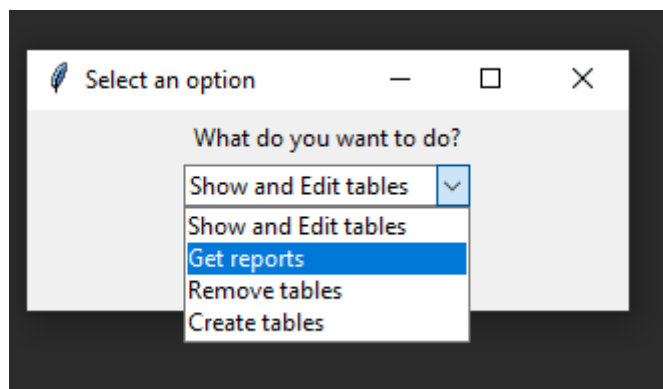 Select an option
What do you want to do?
Show and Edit tables
Show and Edit tables
Get reports
Remove tables
Create tables